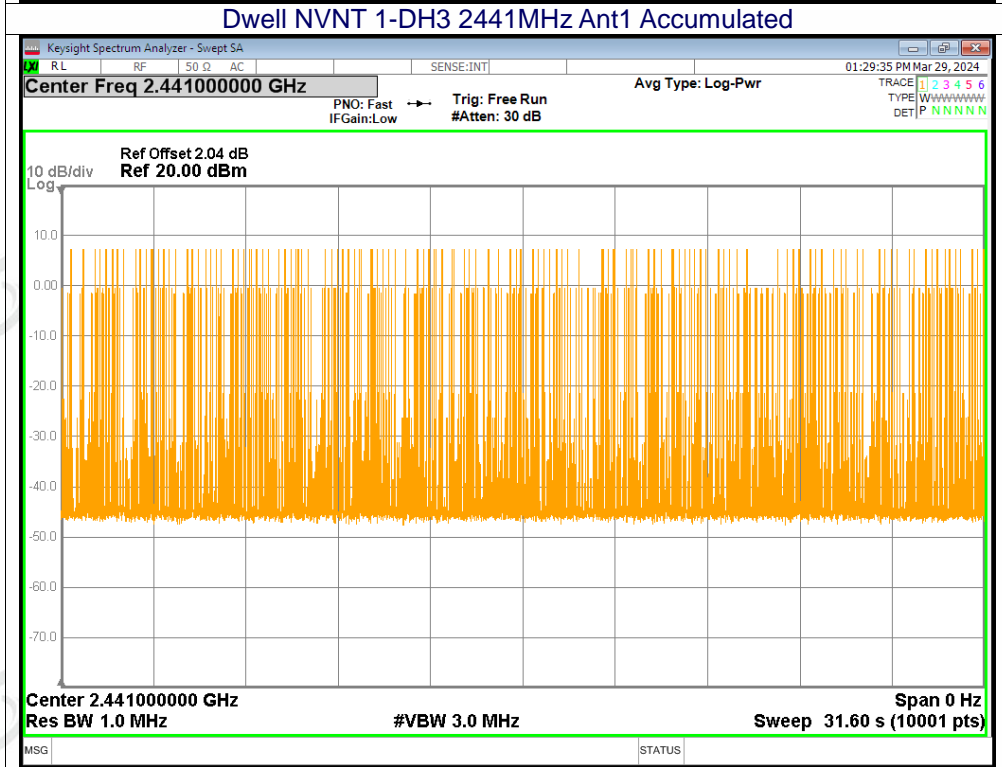 Dwell NVNT 1-DH3 2441MHz Ant1 Accumulated
Keysight Spectrum Analyzer - Swept SA
LXI RL RF 50 Ω AC SENSE:INT 01:29:35 PM Mar 29, 2024
Center Freq 2.441000000 GHz Avg Type: Log-Pwr TRACE 1 2 3 4 5 6
PNO: Fast Trig: Free Run TYPE WWWWWWW
IFGain:Low #Atten: 30 dB DET P N N N N N
Ref Offset 2.04 dB
10 dB/div Ref 20.00 dBm
Log
10.0
0.00
-10.0
-20.0
-30.0
-40.0
-50.0
-60.0
-70.0
Center 2.441000000 GHz Span 0 Hz
Res BW 1.0 MHz #VBW 3.0 MHz Sweep 31.60 s (10001 pts)
MSG STATUS